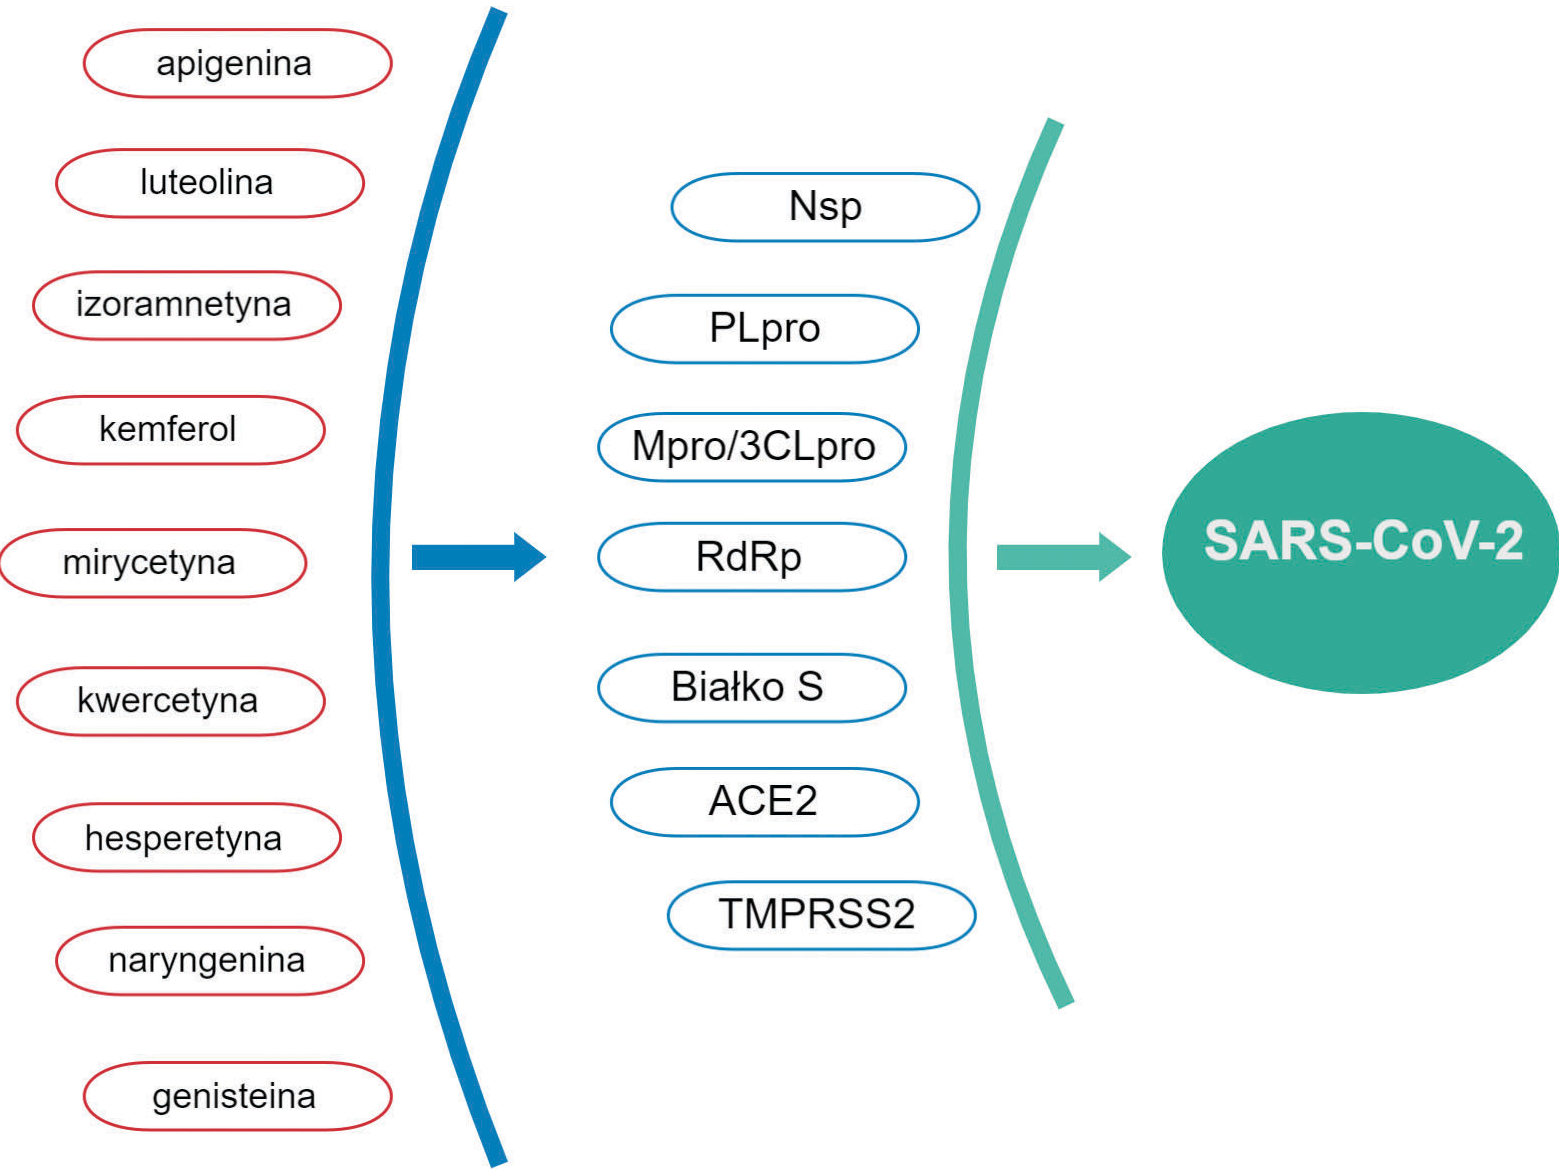 apigenina
luteolina
izoramnetyna
kemferol
mirycetyna
kwercetyna
hesperetyna
naryngenina
genisteina
Nsp
PLpro
Mpro/3CLpro
RdRp
Białko S
ACE2
TMPRSS2
SARS-CoV-2